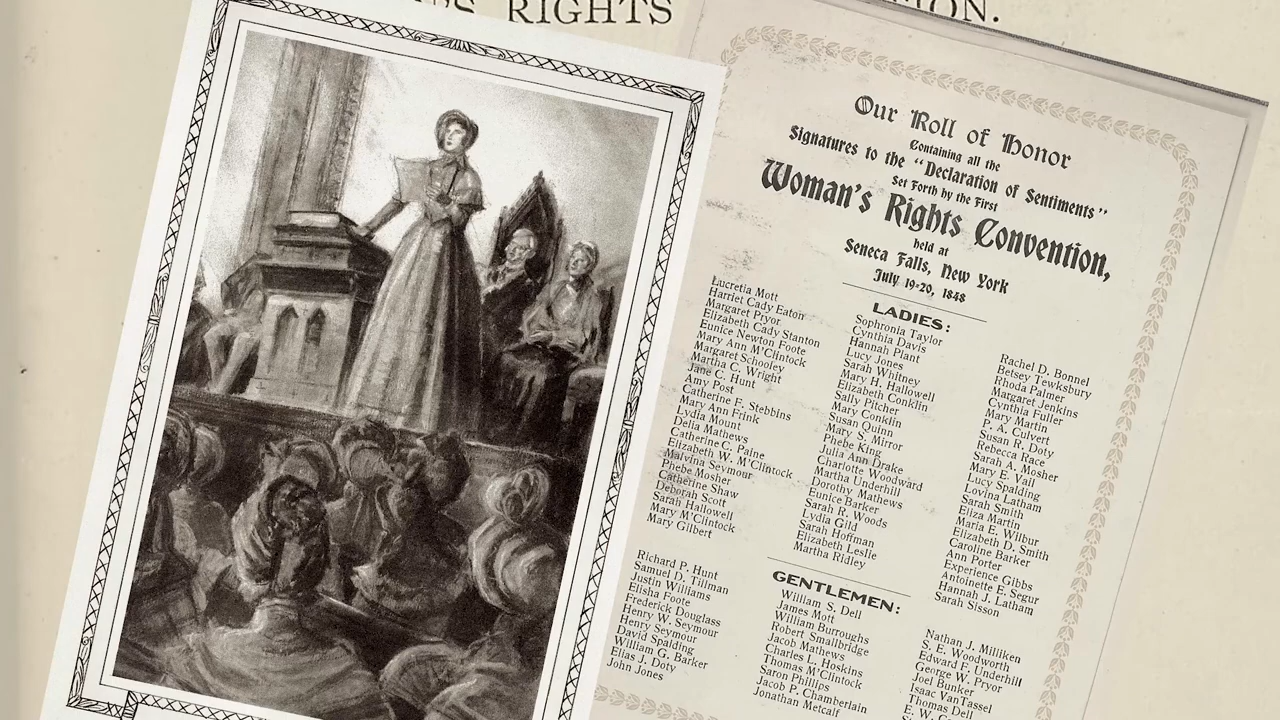 RIGHTS
Our Roll of Honor
Containing all the
Signatures to the “Declaration of Sentiments”
Set Forth by the First
Woman's Rights Convention,
held at
Seneca Falls, New York
July 19-20, 1848
LADIES:
Lucretia Mott
Harriet Cady Eaton
Margaret Pryor
Elizabeth Cady Stanton
Eunice Newton Foote
Mary Ann M'Clintock
Margaret Schooley
Martha C. Wright
Jane C. Hunt
Amy Post
Catherine F. Stebbins
Mary Ann Frink
Lydia Mount
Delia Mathews
Catherine C. Paine
Elizabeth W. M'Clintock
Malvina Seymour
Phebe Mosher
Catherine Shaw
Deborah Scott
Sarah Hallowell
Mary M'Clintock
Mary Gilbert
Sophronia Taylor
Cynthia Davis
Hannah Plant
Lucy Jones
Sarah Whitney
Mary H. Hallowell
Elizabeth Conklin
Sally Pitcher
Mary Conklin
Susan Quinn
Mary S. Mirror
Phebe King
Julia Ann Drake
Charlotte Woodward
Martha Underhill
Dorothy Mathews
Eunice Barker
Sarah R. Woods
Lydia Gild
Sarah Hoffman
Elizabeth Leslie
Martha Ridley
Rachel D. Bonnel
Betsey Tewksbury
Rhoda Palmer
Margaret Jenkins
Cynthia Fuller
Mary Martin
P. A. Culvert
Susan R. Doty
Rebecca Race
Sarah A. Mosher
Mary E. Vail
Lucy Spalding
Lovina Latham
Sarah Smith
Eliza Martin
Maria E. Wilbur
Elizabeth D. Smith
Caroline Barker
Ann Porter
Experience Gibbs
Antoinette E. Segur
Hannah J. Latham
Sarah Sisson
GENTLEMEN:
Richard P. Hunt
Samuel D. Tillman
Justin Williams
Elisha Foote
Frederick Douglass
Henry W. Seymour
Henry Seymour
David Spalding
William G. Barker
Elias J. Doty
John Jones
William S. Dell
James Mott
William Burroughs
Robert Smallbridge
Jacob Mathews
Charles L. Hoskins
Thomas M'Clintock
Saron Phillips
Jacob P. Chamberlain
Jonathan Metcalf
Nathan J. Milliken
S. E. Woodworth
Edward F. Underhill
George W. Pryor
Joel Bunker
Isaac VanTassel
Thomas Dell
E. W.